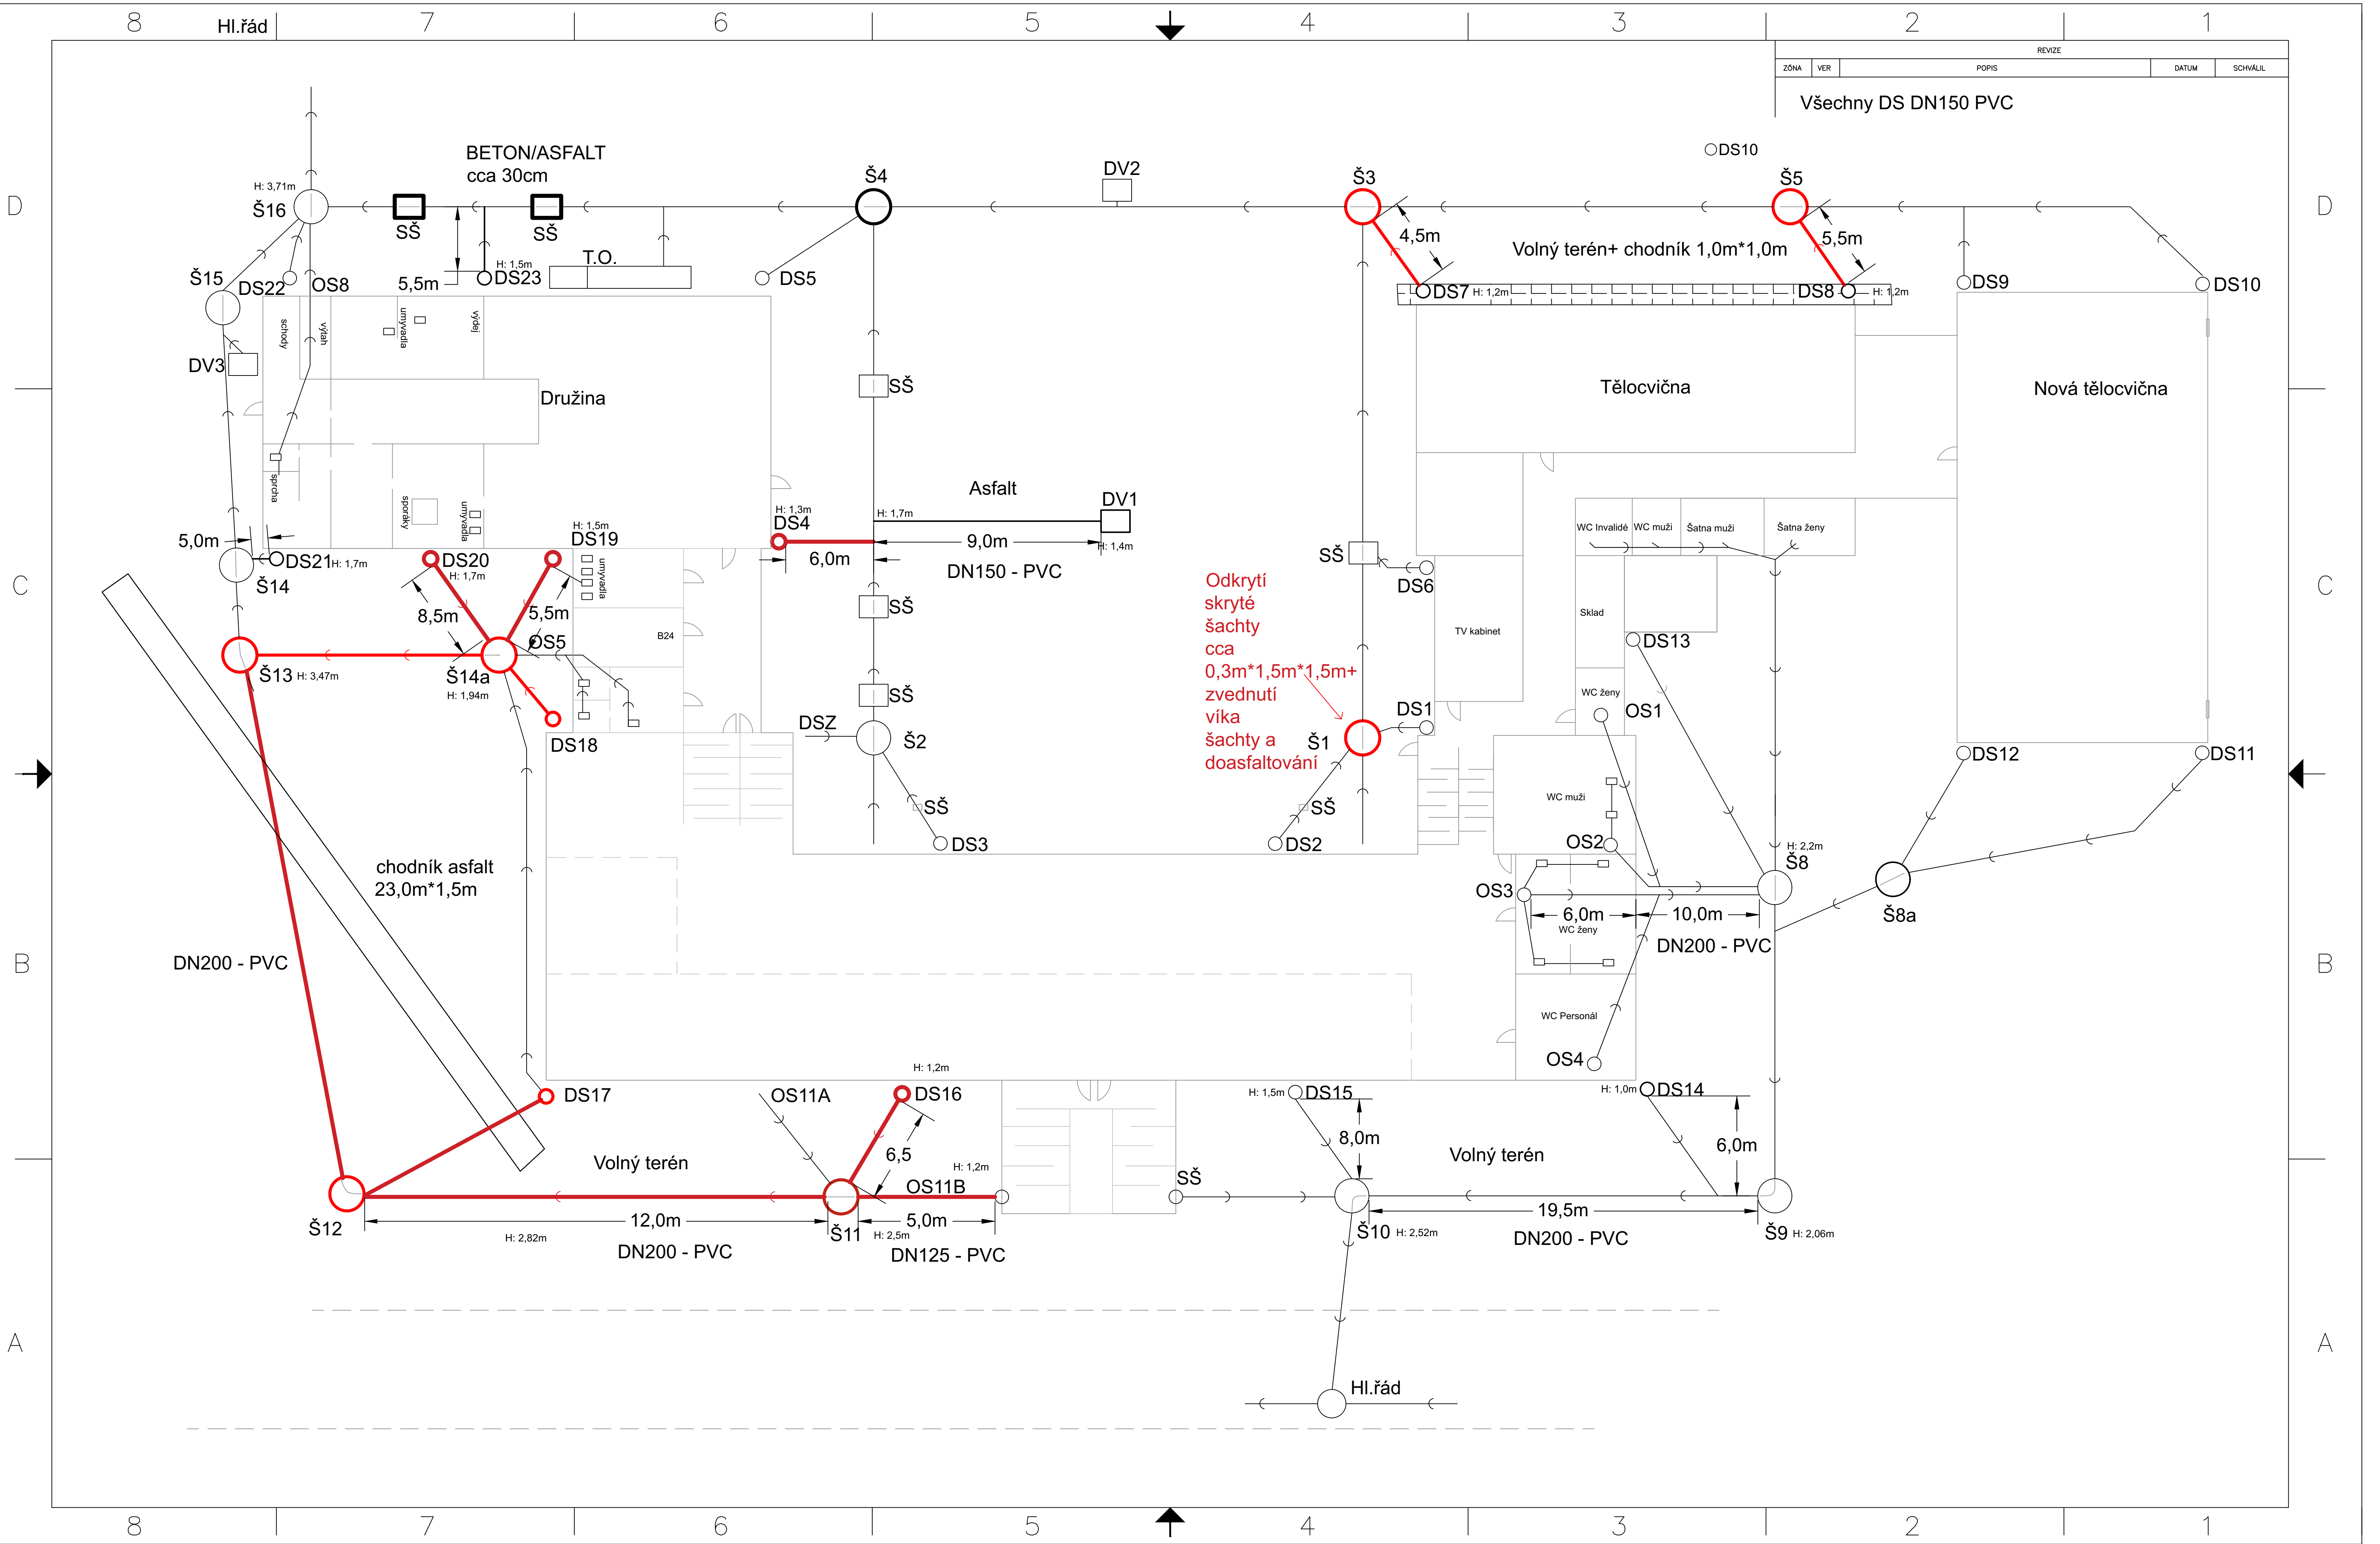 8
Hl.řád
7
6
5
4
3
2
1
REVIZE
ZÓNA VER POPIS DATUM SCHVÁLIL
Všechny DS DN150 PVC
BETON/ASFALT
cca 30cm
DS10
D
H: 3,71m
Š16
SŠ
SŠ
Š4
DV2
Š3
Š5
D
4,5m
5,5m
Volný terén+ chodník 1,0m*1,0m
T.O.
H: 1,5m
DS23
5,5m
DS5
Š15
DS22
OS8
DS7
H: 1,2m
DS8
H: 1,2m
DS9
DS10
schody
výtah
umyvadla
výdej
DV3
SŠ
Družina
Tělocvična
Nová tělocvična
sprcha
sporáky
umyvadla
Asfalt
DV1
H: 1,3m
DS4
H: 1,7m
H: 1,4m
6,0m
9,0m
DN150 - PVC
WC Invalidé
WC muži
Šatna muži
Šatna ženy
H: 1,5m
DS19
5,0m
DS21
H: 1,7m
DS20
H: 1,7m
umyvadla
SŠ
DS6
C
Š14
8,5m
5,5m
SŠ
Odkrytí
skryté
šachty
cca
0,3m*1,5m*1,5m+
zvednutí
víka
šachty a
doasfaltování
Sklad
C
OS5
B24
TV kabinet
DS13
Š13
H: 3,47m
Š14a
H: 1,94m
SŠ
WC ženy
OS1
DS18
DSZ
Š2
DS1
Š1
DS12
DS11
SŠ
DS3
SŠ
DS2
WC muži
OS2
H: 2,2m
Š8
chodník asfalt
23,0m*1,5m
OS3
6,0m
10,0m
WC ženy
DN200 - PVC
Š8a
B
DN200 - PVC
B
WC Personál
OS4
H: 1,2m
DS17
OS11A
DS16
H: 1,5m
DS15
H: 1,0m
DS14
8,0m
6,0m
6,5
Volný terén
Volný terén
H: 1,2m
OS11B
SŠ
Š12
12,0m
5,0m
19,5m
H: 2,82m
Š11
H: 2,5m
Š10
H: 2,52m
Š9
H: 2,06m
DN200 - PVC
DN125 - PVC
DN200 - PVC
A
A
Hl.řád
8
7
6
5
4
3
2
1